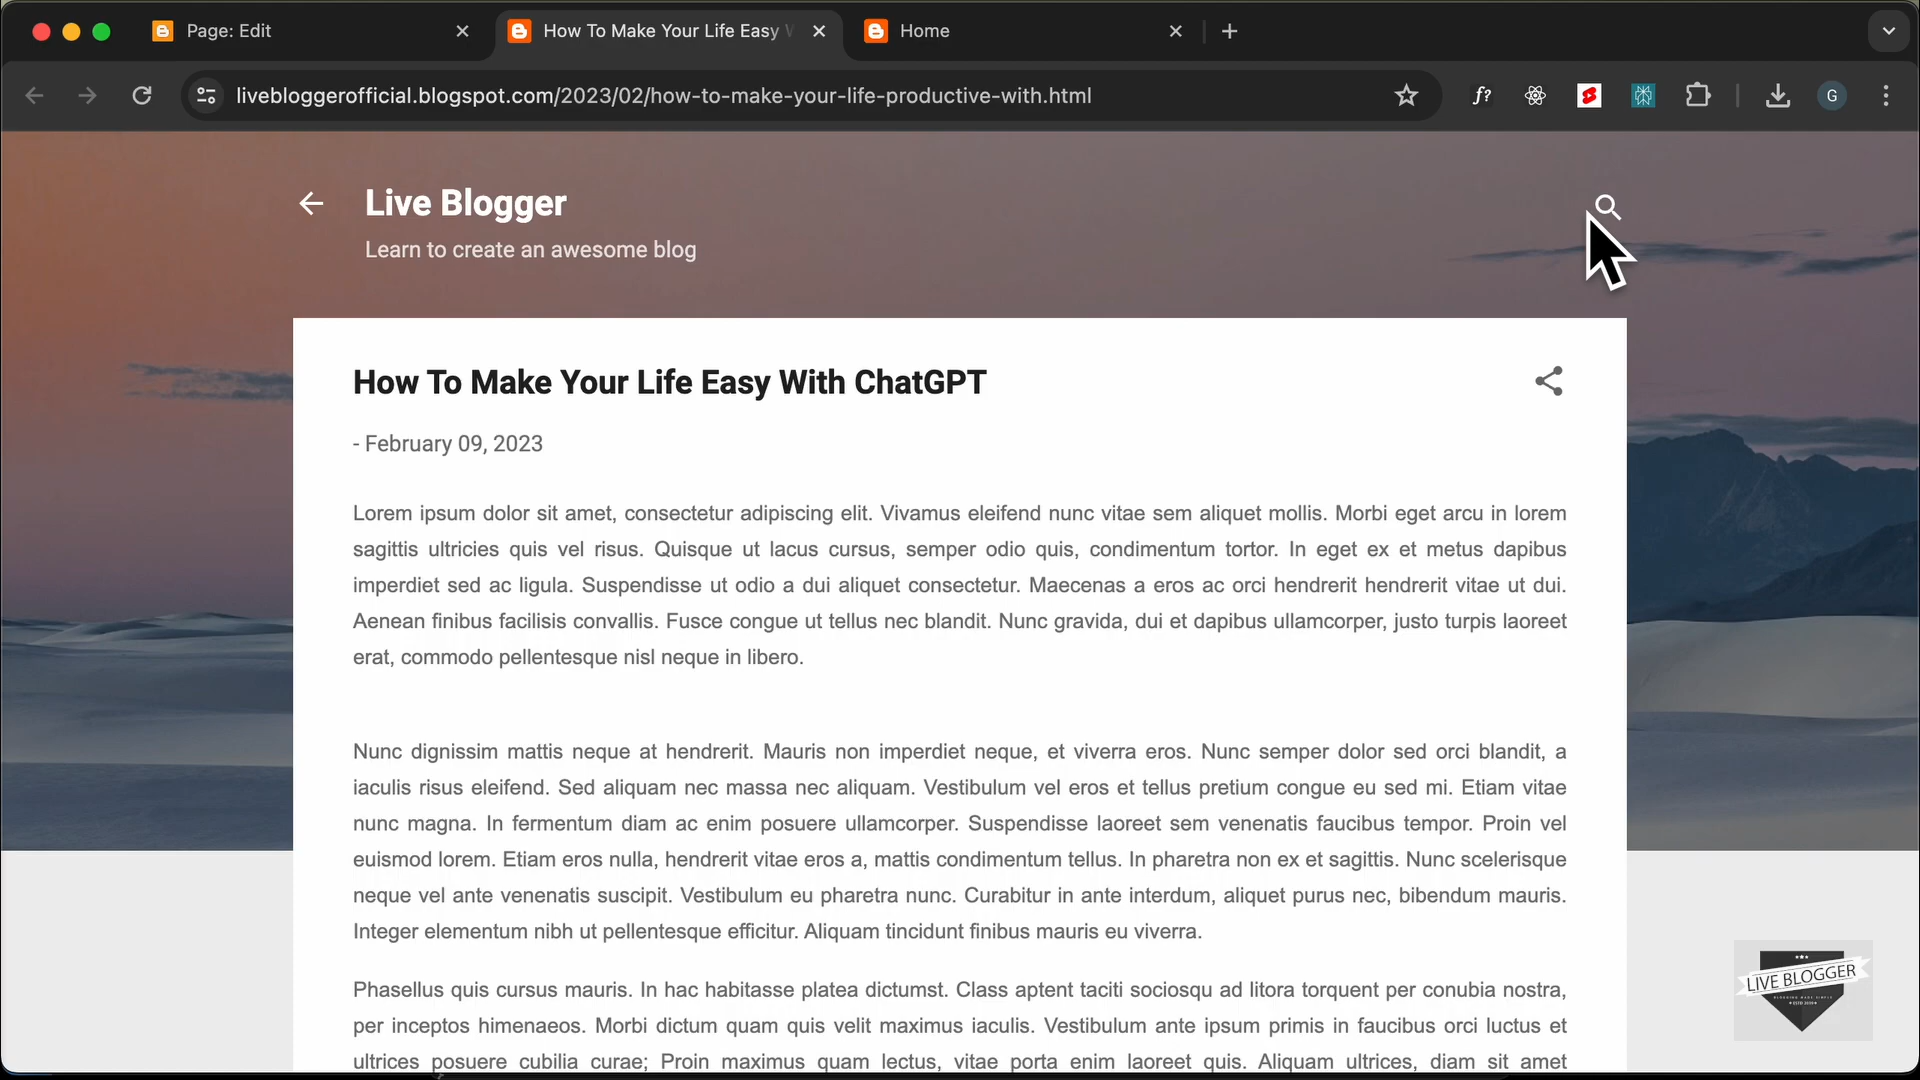 Page: Edit
How To Make Your Life Easy
Home
livebloggerofficial.blogspot.com/2023/02/how-to-make-your-life-productive-with.html
f?
G
Live Blogger
Learn to create an awesome blog
How To Make Your Life Easy With ChatGPT
- February 09, 2023
Lorem ipsum dolor sit amet, consectetur adipiscing elit. Vivamus eleifend nunc vitae sem aliquet mollis. Morbi eget arcu in lorem
sagittis ultricies quis vel risus. Quisque ut lacus cursus, semper odio quis, condimentum tortor. In eget ex et metus dapibus
imperdiet sed ac ligula. Suspendisse ut odio a dui aliquet consectetur. Maecenas a eros ac orci hendrerit hendrerit vitae ut dui.
Aenean finibus facilisis convallis. Fusce congue ut tellus nec blandit. Nunc gravida, dui et dapibus ullamcorper, justo turpis laoreet
erat, commodo pellentesque nisl neque in libero.
Nunc dignissim mattis neque at hendrerit. Mauris non imperdiet neque, et viverra eros. Nunc semper dolor sed orci blandit, a
iaculis risus eleifend. Sed aliquam nec massa nec aliquam. Vestibulum vel eros et tellus pretium congue eu sed mi. Etiam vitae
nunc magna. In fermentum diam ac enim posuere ullamcorper. Suspendisse laoreet sem venenatis faucibus tempor. Proin vel
euismod lorem. Etiam eros nulla, hendrerit vitae eros a, mattis condimentum tellus. In pharetra non ex et sagittis. Nunc scelerisque
neque vel ante venenatis suscipit. Vestibulum eu pharetra nunc. Curabitur in ante interdum, aliquet purus nec, bibendum mauris.
Integer elementum nibh ut pellentesque efficitur. Aliquam tincidunt finibus mauris eu viverra.
Phasellus quis cursus mauris. In hac habitasse platea dictumst. Class aptent taciti sociosqu ad litora torquent per conubia nostra,
per inceptos himenaeos. Morbi dictum quam quis velit maximus iaculis. Vestibulum ante ipsum primis in faucibus orci luctus et
ultrices posuere cubilia curae; Proin maximus quam lectus, vitae porta enim laoreet quis. Aliquam ultrices, diam sit amet
LIVE BLOGGER